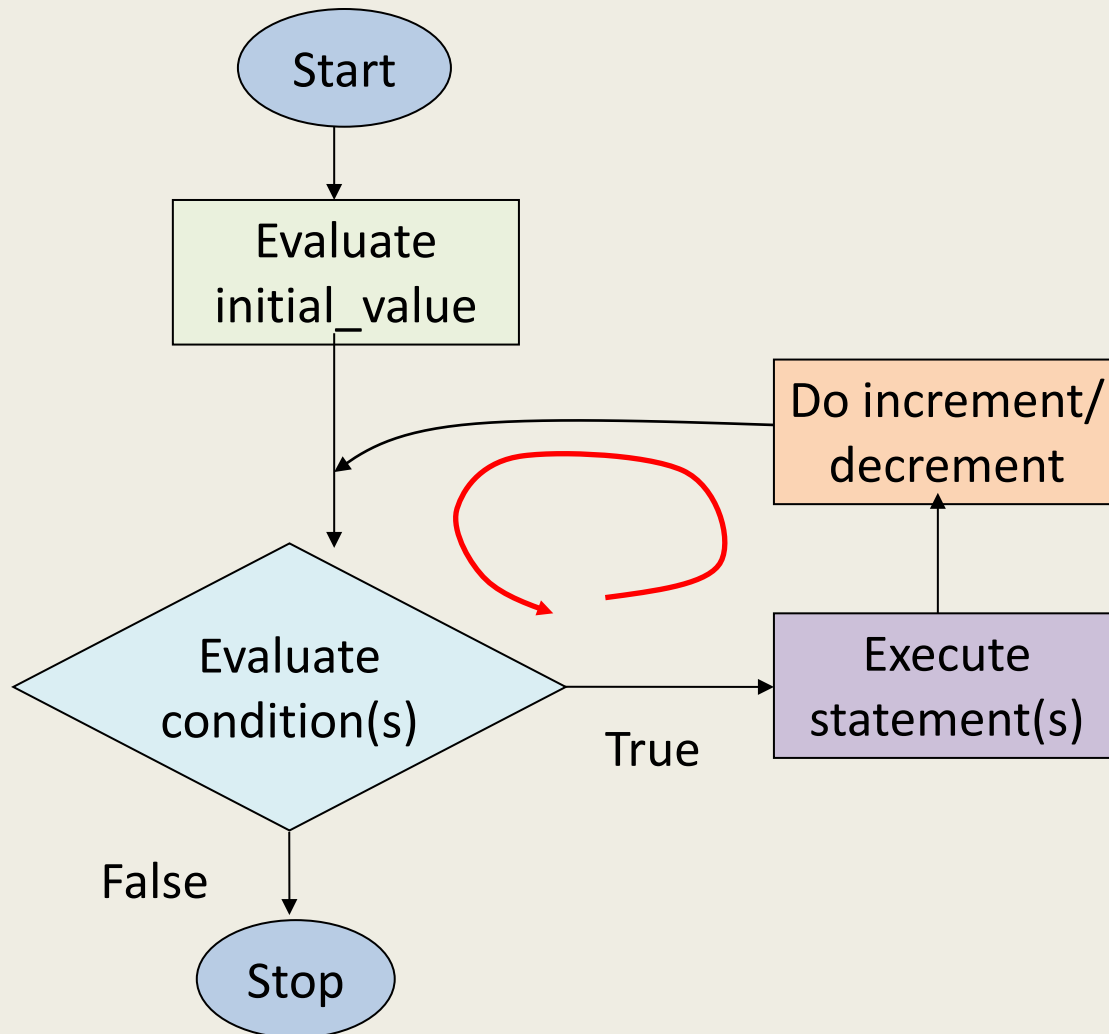 Start
Evaluate
initial_value
Do increment/
decrement
Evaluate
condition(s)
True
Execute
statement(s)
False
Stop